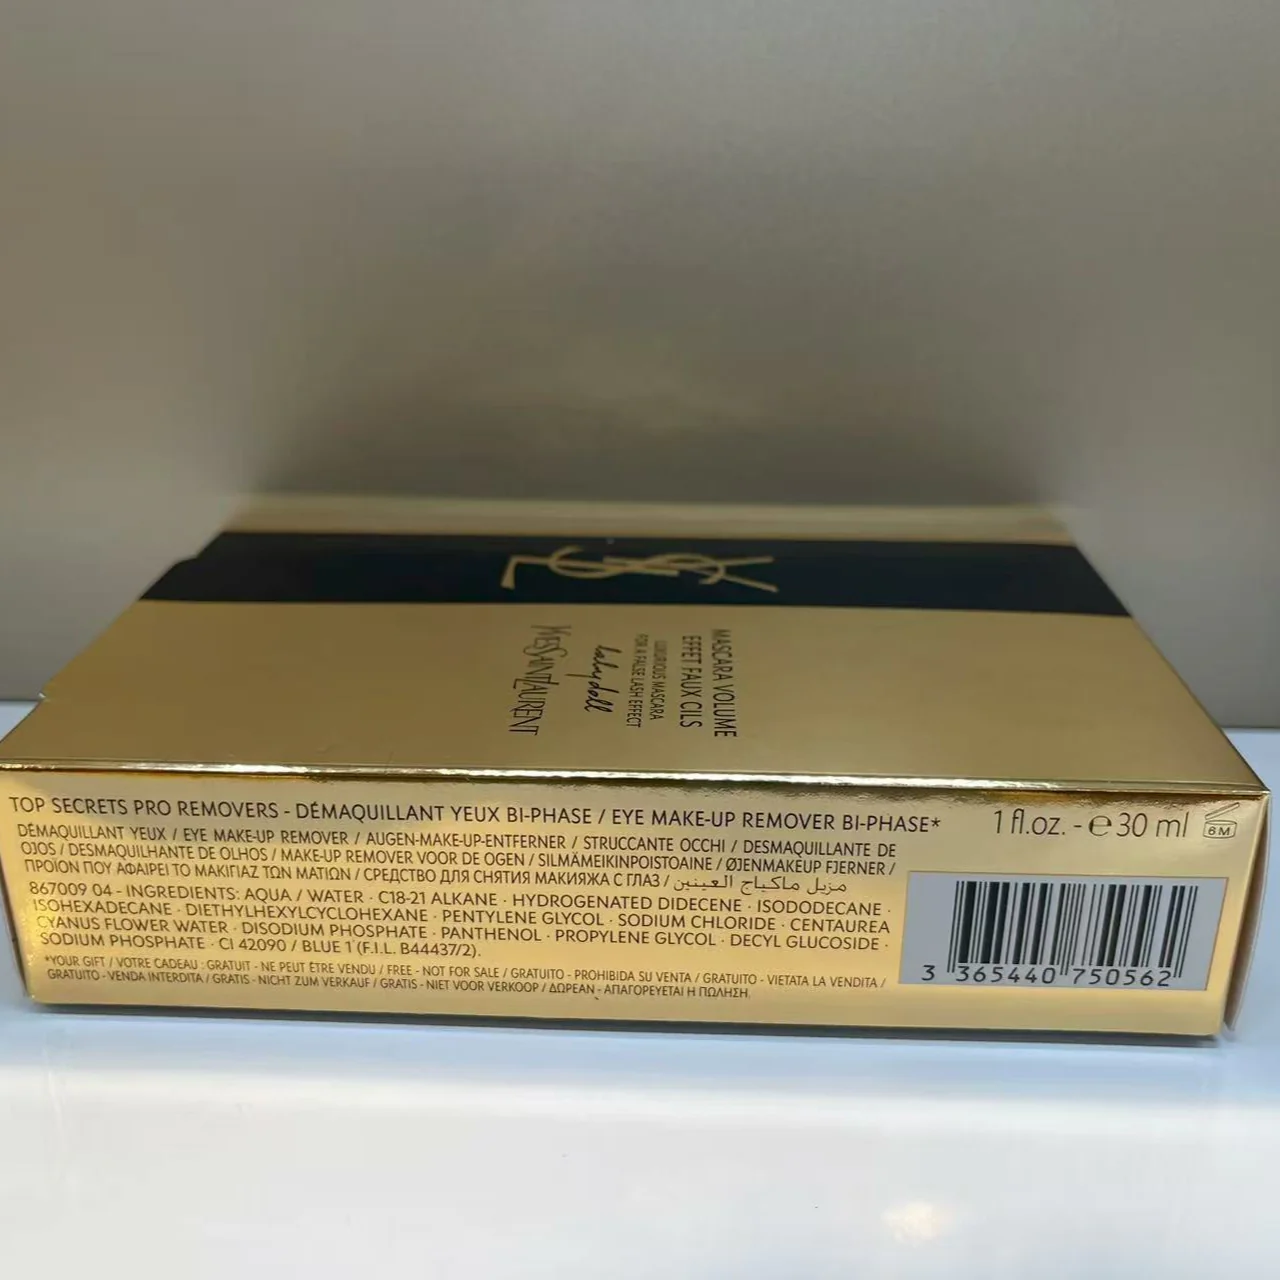 YSL
MASCARA VOLUME
EFFET FAUX CILS
LUXURIOUS MASCARA
FOR A FALSE LASH EFFECT
babydoll
YVESSAINTLAURENT
TOP SECRETS PRO REMOVERS - DÉMAQUILLANT YEUX BI-PHASE / EYE MAKE-UP REMOVER BI-PHASE* 1 fl.oz. - ℮ 30 ml 6M
DÉMAQUILLANT YEUX / EYE MAKE-UP REMOVER / AUGEN-MAKE-UP-ENTFERNER / STRUCCANTE OCCHI / DESMAQUILLANTE DE
OJOS / DESMAQUILHANTE DE OLHOS / MAKE-UP REMOVER VOOR DE OGEN / SILMÄMEIKINPOISTOAINE / ØJENMAKEUP FJERNER /
ΠΡΟΪΟΝ ΠΟΥ ΑΦΑΙΡΕΙ ΤΟ ΜΑΚΙΓΙΑΖ ΤΩΝ ΜΑΤΙΩΝ / СРЕДСТВО ДЛЯ СНЯТИЯ МАКИЯЖА С ГЛАЗ / مزيل ماكياج العينين
867009 04 - INGREDIENTS: AQUA / WATER · C18-21 ALKANE · HYDROGENATED DIDECENE · ISODODECANE ·
ISOHEXADECANE · DIETHYLHEXYLCYCLOHEXANE · PENTYLENE GLYCOL · SODIUM CHLORIDE · CENTAUREA
CYANUS FLOWER WATER · DISODIUM PHOSPHATE · PANTHENOL · PROPYLENE GLYCOL · DECYL GLUCOSIDE ·
SODIUM PHOSPHATE · CI 42090 / BLUE 1 (F.I.L. B44437/2).
*YOUR GIFT / VOTRE CADEAU : GRATUIT - NE PEUT ÊTRE VENDU / FREE - NOT FOR SALE / GRATUITO - PROHIBIDA SU VENTA / GRATUITO - VIETATA LA VENDITA /
GRATUITO - VENDA INTERDITA / GRATIS - NICHT ZUM VERKAUF / GRATIS - NIET VOOR VERKOOP / ΔΩΡΕΑΝ - ΑΠΑΓΟΡΕΥΕΤΑΙ Η ΠΩΛΗΣΗ.
3 365440 750562